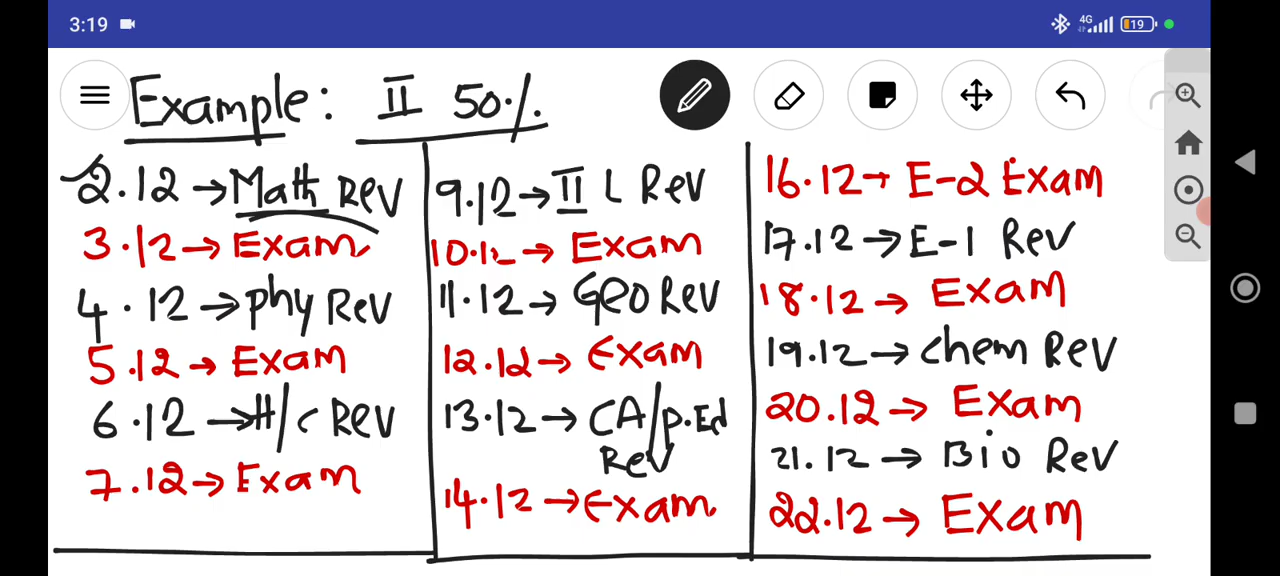 3:19
4G
19
Example: II 50%
2.12 → Math Rev
3.12 → Exam
4.12 → phy Rev
5.12 → Exam
6.12 → H/C Rev
7.12 → Exam
9.12 → II L Rev
10.12 → Exam
11.12 → GEO Rev
12.12 → Exam
13.12 → CA/P.Ed
Rev
14.12 → Exam.
16.12 → E-2 Exam
17.12 → E-1 Rev
18.12 → Exam
19.12 → chem Rev
20.12 → Exam
21.12 → Bio Rev
22.12 → Exam